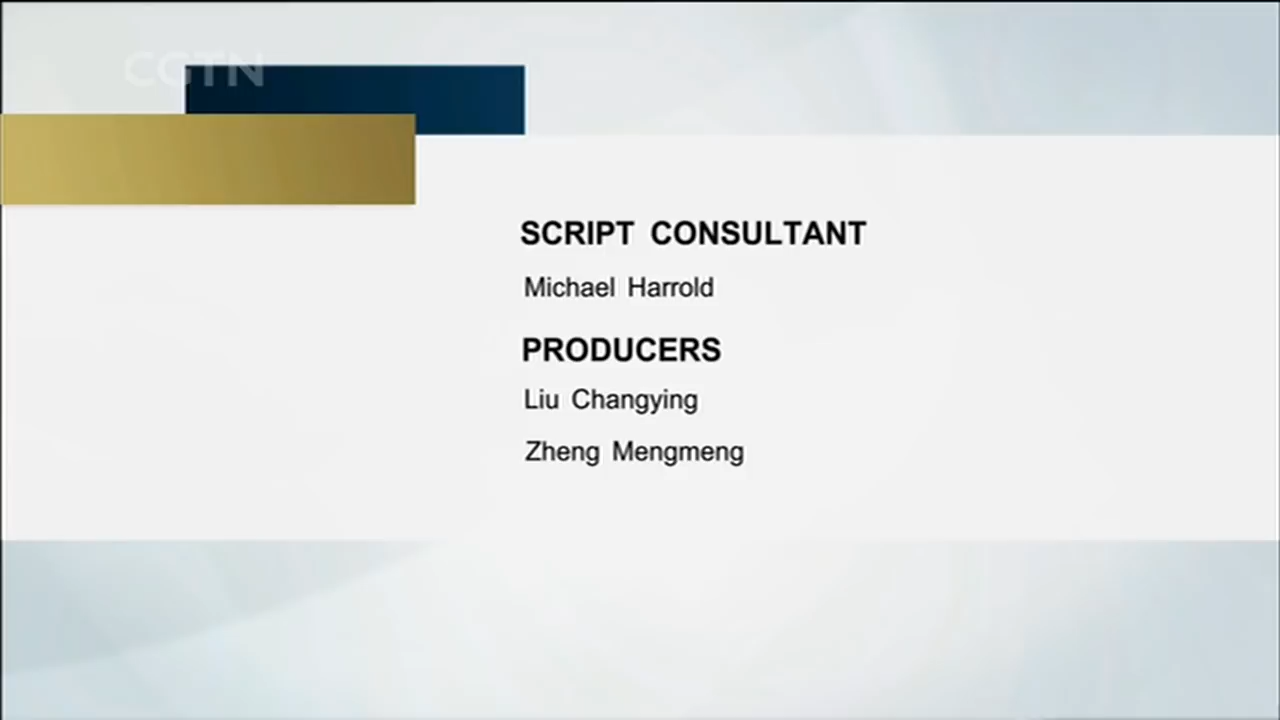 CGTN
SCRIPT CONSULTANT
Michael Harrold
PRODUCERS
Liu Changying
Zheng Mengmeng